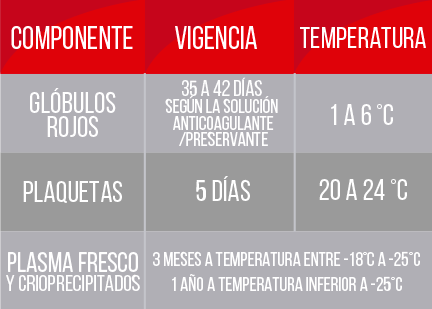 COMPONENTE VIGENCIA TEMPERATURA
GLÓBULOS
ROJOS
35 A 42 DÍAS
SEGÚN LA SOLUCIÓN
ANTICOAGULANTE
/PRESERVANTE
1 A 6 °C
PLAQUETAS 5 DÍAS 20 A 24 °C
PLASMA FRESCO
Y CRIOPRECIPITADOS
3 MESES A TEMPERATURA ENTRE -18°C A -25°C
1 AÑO A TEMPERATURA INFERIOR A -25°C